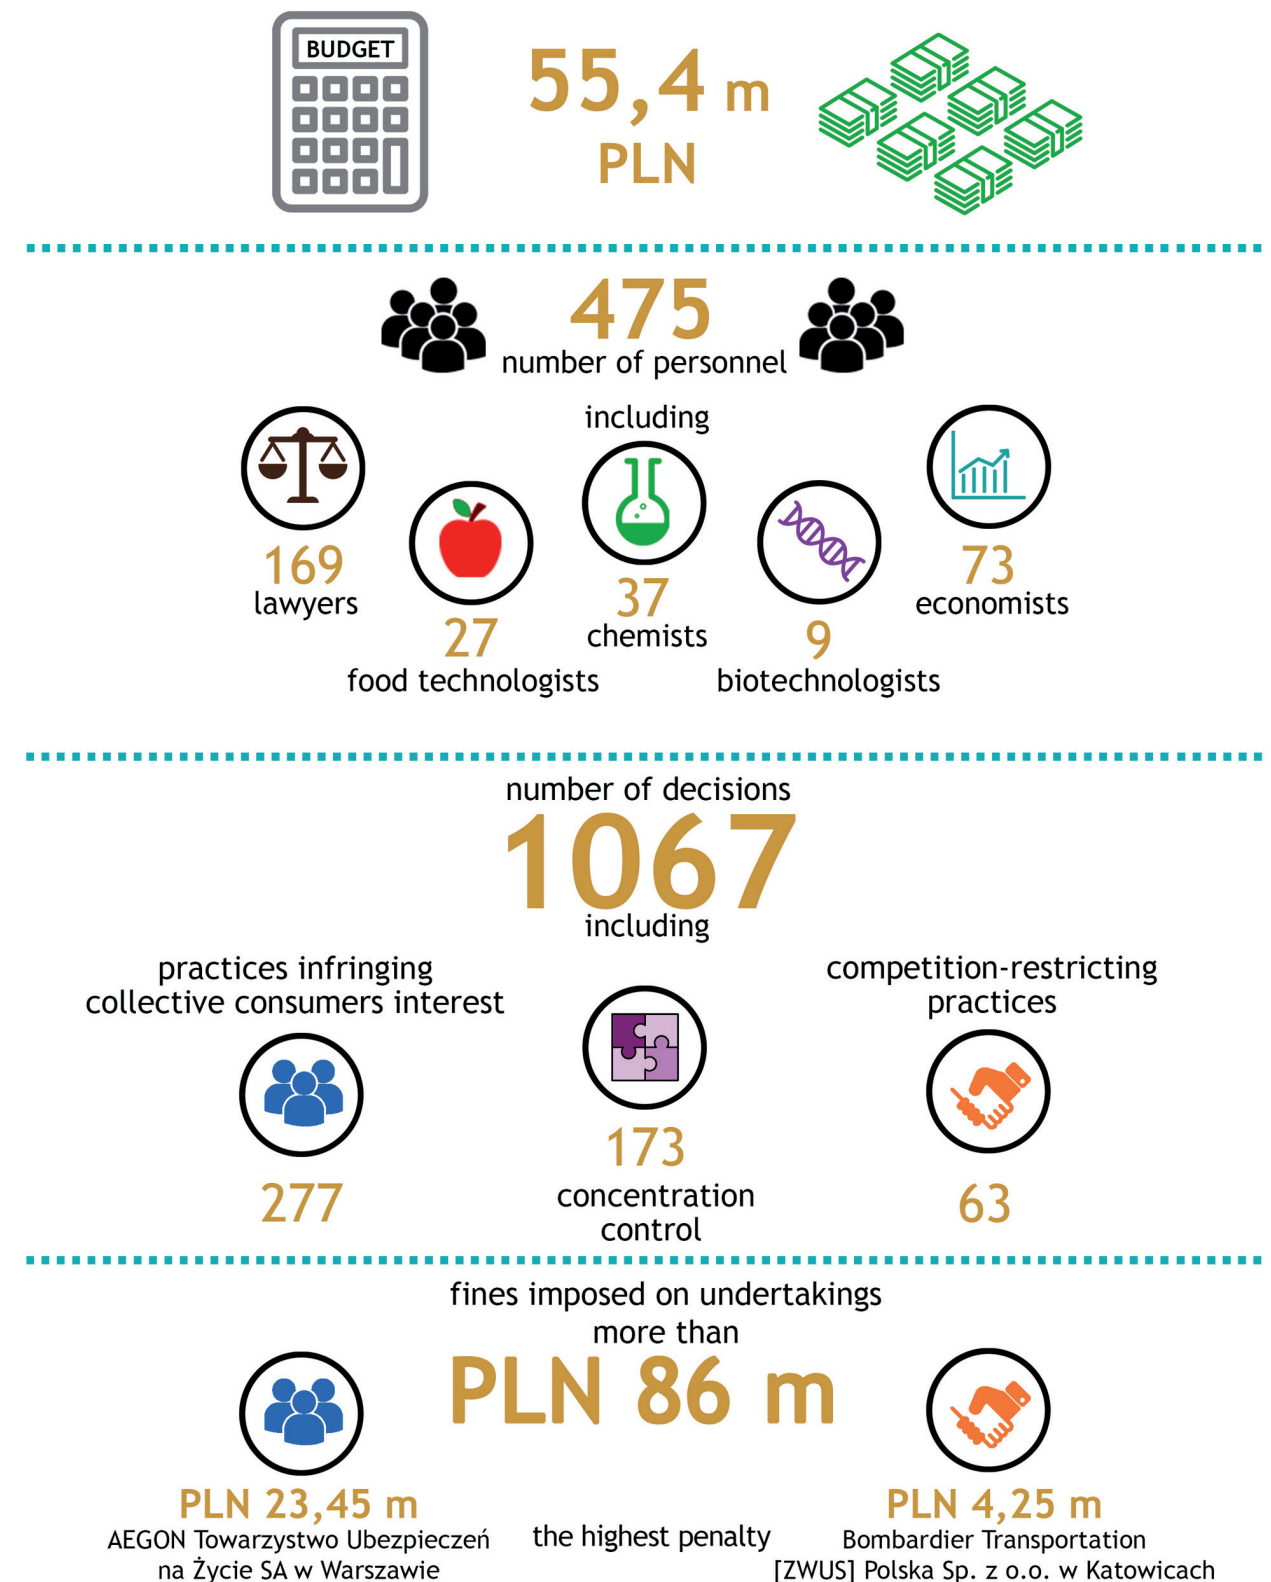 BUDGET
55,4 m
PLN
475
number of personnel
including
169
lawyers
27
food technologists
37
chemists
9
biotechnologists
73
economists
number of decisions
1067
including
practices infringing
collective consumers interest
277
173
concentration
control
competition-restricting
practices
63
fines imposed on undertakings
more than
PLN 86 m
PLN 23,45 m
AEGON Towarzystwo Ubezpieczeń
na Życie SA w Warszawie
the highest penalty
PLN 4,25 m
Bombardier Transportation
[ZWUS] Polska Sp. z o.o. w Katowicach